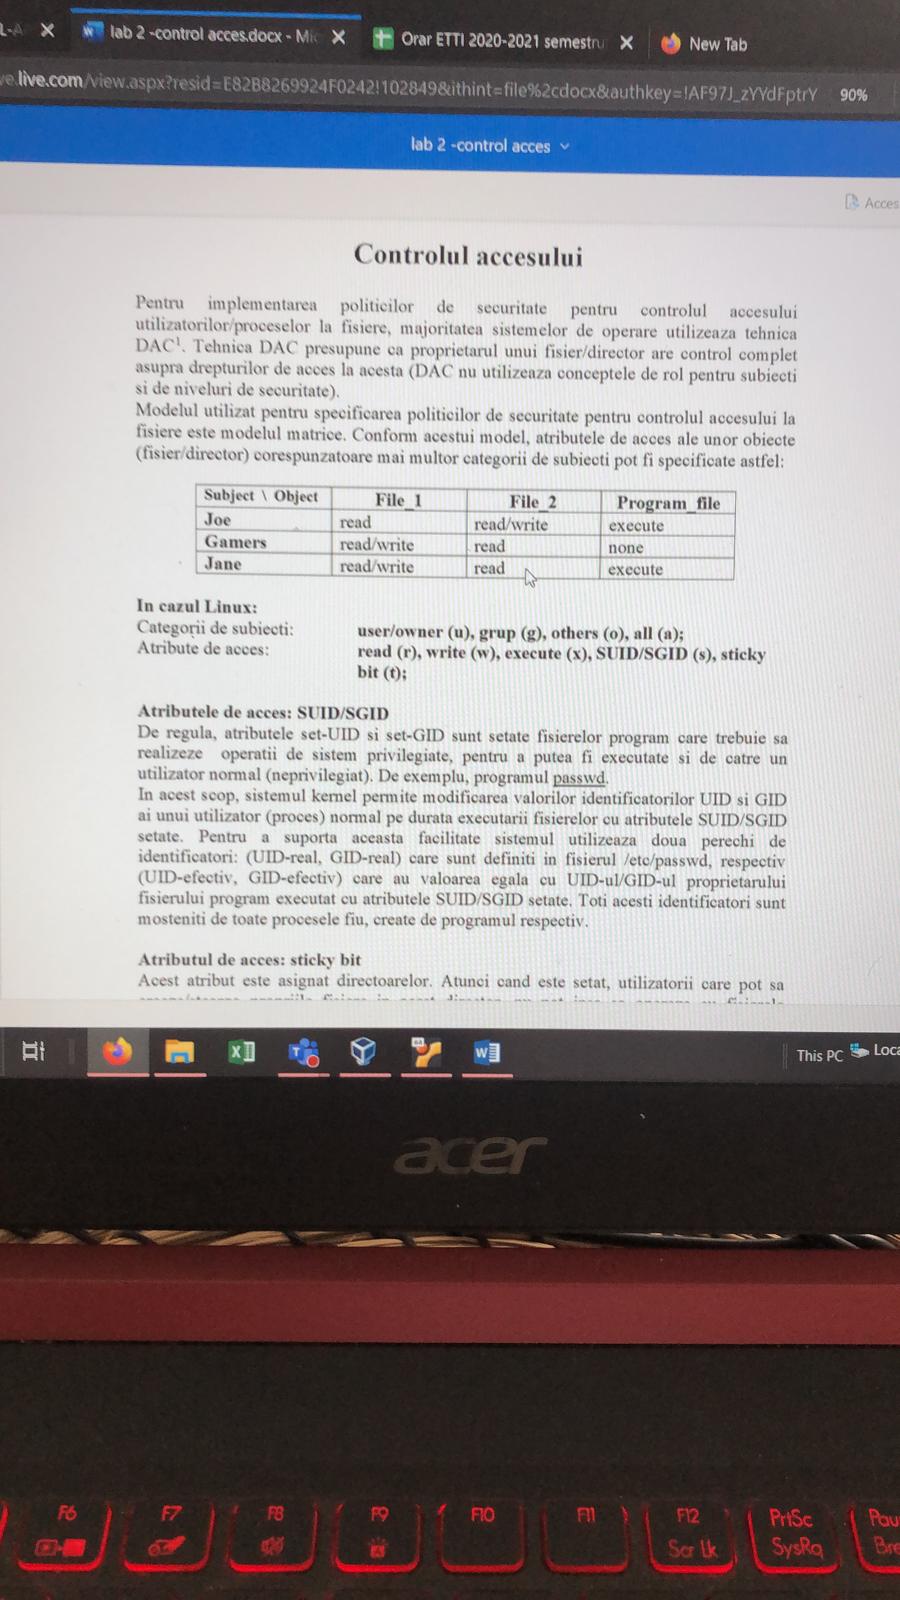 lab 2 -control acces.docx - Mic
Orar ETTI 2020-2021 semestru
New Tab
ve.live.com/view.aspx?resid=E82B8269924F0242!102849&ithint=file%2cdocx&authkey=!AF97J_zYYdFptrY
90%
lab 2 -control acces
Acces
Controlul accesului
Pentru implementarea politicilor de securitate pentru controlul accesului
utilizatorilor/proceselor la fisiere, majoritatea sistemelor de operare utilizeaza tehnica
DAC¹. Tehnica DAC presupune ca proprietarul unui fisier/director are control complet
asupra drepturilor de acces la acesta (DAC nu utilizeaza conceptele de rol pentru subiecti
si de niveluri de securitate).
Modelul utilizat pentru specificarea politicilor de securitate pentru controlul accesului la
fisiere este modelul matrice. Conform acestui model, atributele de acces ale unor obiecte
(fisier/director) corespunzatoare mai multor categorii de subiecti pot fi specificate astfel:
Subject \ Object File_1 File_2 Program_file
Joe read read/write execute
Gamers read/write read none
Jane read/write read execute
In cazul Linux:
Categorii de subiecti: user/owner (u), grup (g), others (o), all (a);
Atribute de acces: read (r), write (w), execute (x), SUID/SGID (s), sticky
bit (t);
Atributele de acces: SUID/SGID
De regula, atributele set-UID si set-GID sunt setate fisierelor program care trebuie sa
realizeze operatii de sistem privilegiate, pentru a putea fi executate si de catre un
utilizator normal (neprivilegiat). De exemplu, programul passwd.
In acest scop, sistemul kernel permite modificarea valorilor identificatorilor UID si GID
ai unui utilizator (proces) normal pe durata executarii fisierelor cu atributele SUID/SGID
setate. Pentru a suporta aceasta facilitate sistemul utilizeaza doua perechi de
identificatori: (UID-real, GID-real) care sunt definiti in fisierul /etc/passwd, respectiv
(UID-efectiv, GID-efectiv) care au valoarea egala cu UID-ul/GID-ul proprietarului
fisierului program executat cu atributele SUID/SGID setate. Toti acesti identificatori sunt
mosteniti de toate procesele fiu, create de programul respectiv.
Atributul de acces: sticky bit
Acest atribut este asignat directoarelor. Atunci cand este setat, utilizatorii care pot sa
This PC
Loca
acer
F6 F7 F8 F9 F10 F11 F12 PrtSc Pau
Scr Lk SysRq Bre